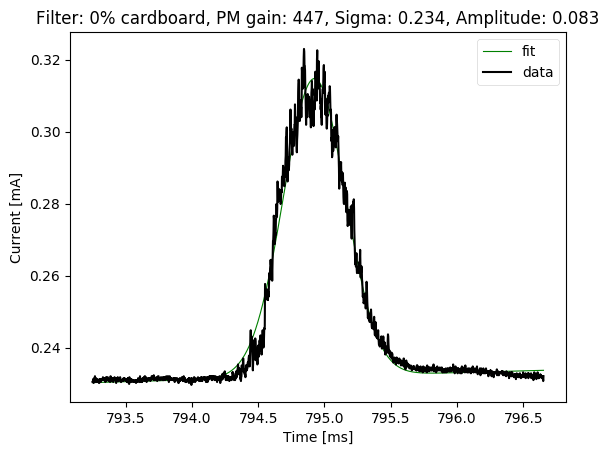 Filter: 0% cardboard, PM gain: 447, Sigma: 0.234, Amplitude: 0.083
fit
data
0.32
0.30
0.28
0.26
0.24
Current [mA]
793.5 794.0 794.5 795.0 795.5 796.0 796.5
Time [ms]